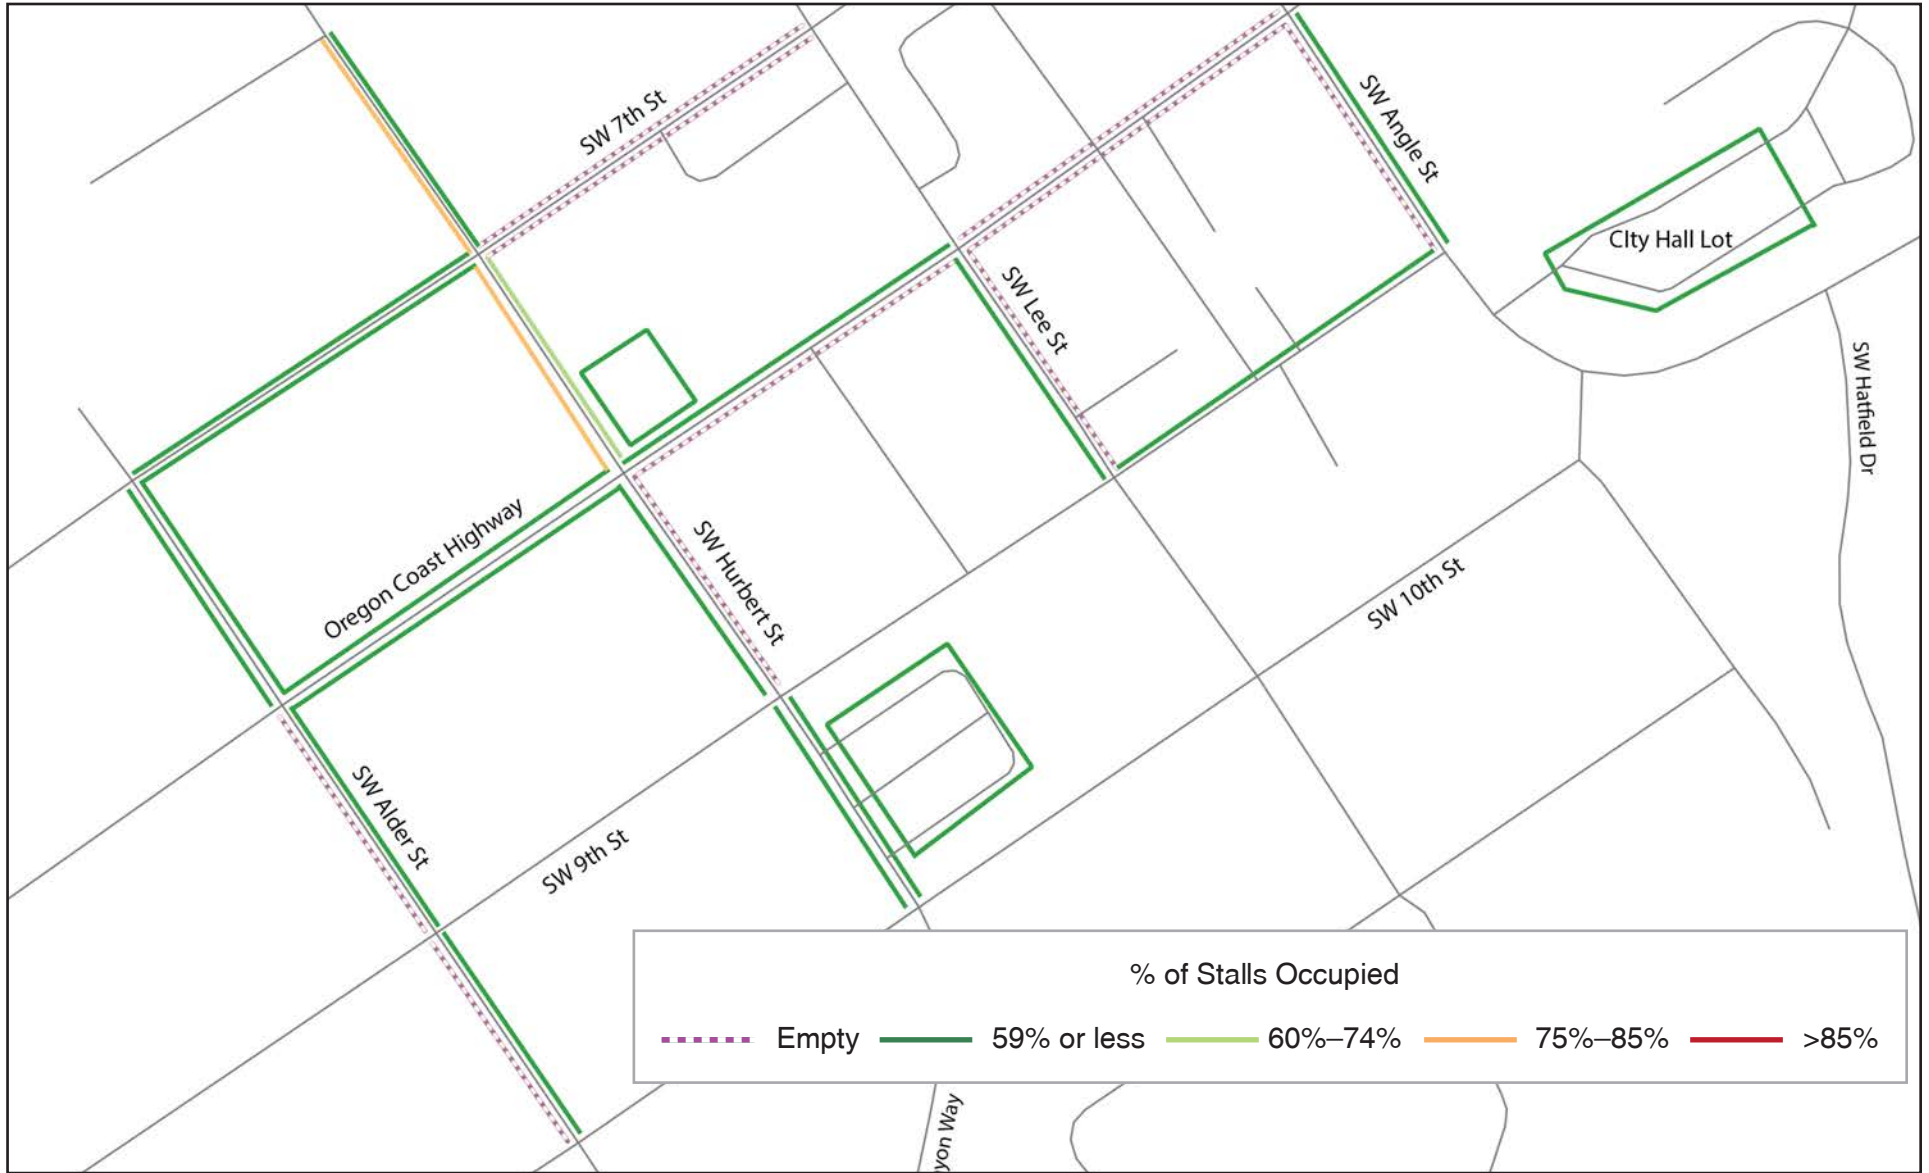 SW 7th St
SW Angle St
CIty Hall Lot
SW Lee St
SW Hatfield Dr
Oregon Coast Highway
SW Hurbert St
SW 10th St
SW Alder St
SW 9th St
% of Stalls Occupied
Empty 59% or less 60%–74% 75%–85% >85%
yon Way